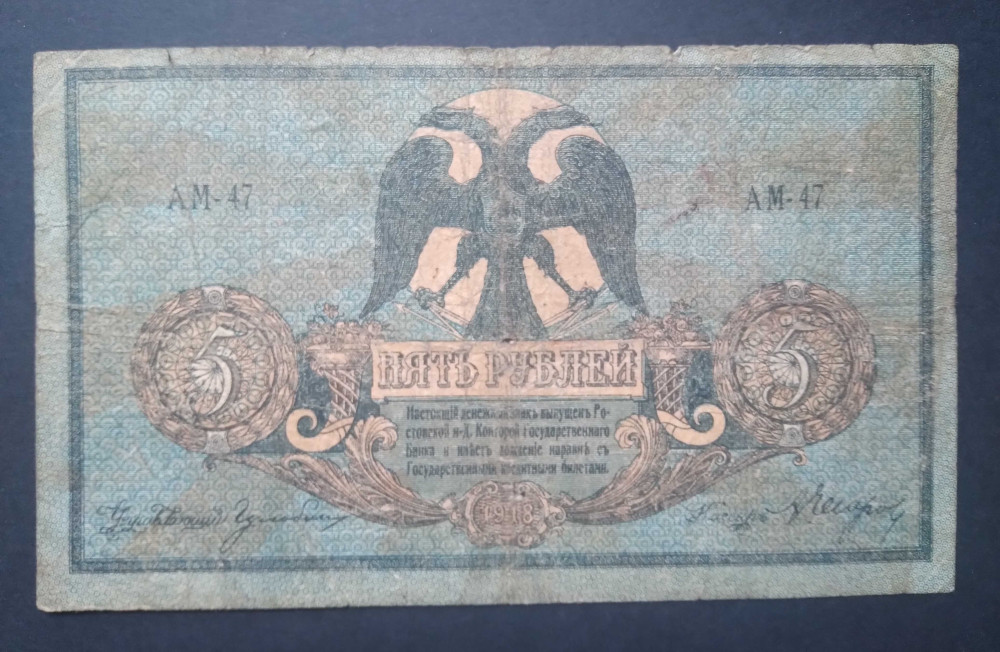 АМ-47
АМ-47
5
5
ПЯТЬ РУБЛЕЙ
Настоящій денежный знакъ выпущенъ Ро-
стовской н-Д. Конторой Государственнаго
Банка и имѣетъ хожденіе наравнѣ съ
Государственными кредитными билетами.
1918
Управляющій